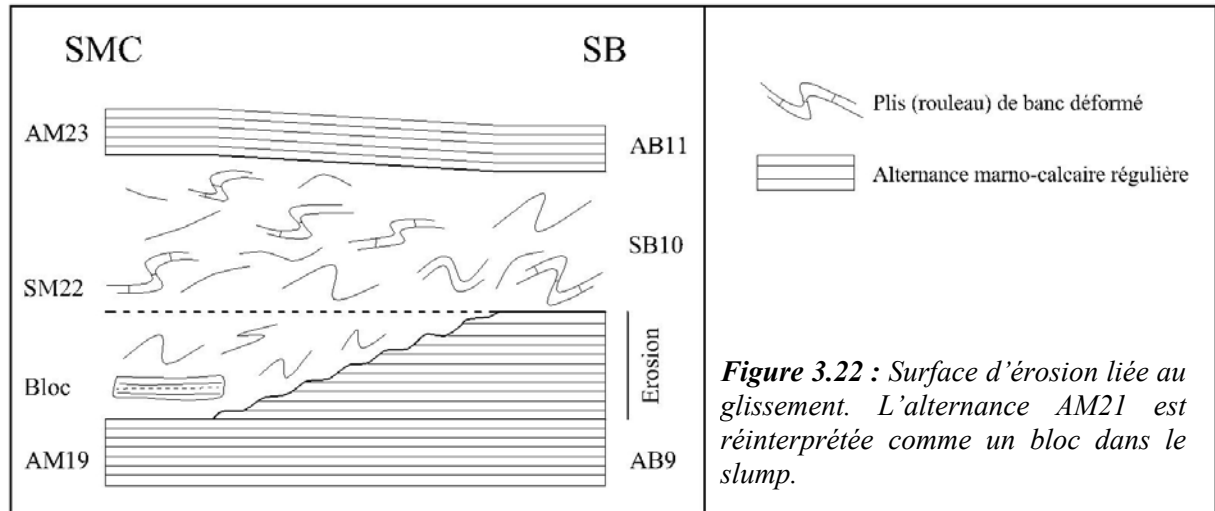 SMC SB
AM23 AB11
SB10
SM22
Bloc
Erosion
AM19 AB9
Plis (rouleau) de banc déformé
Alternance marno-calcaire régulière
Figure 3.22 : Surface d'érosion liée au
glissement. L'alternance AM21 est
réinterprétée comme un bloc dans le
slump.